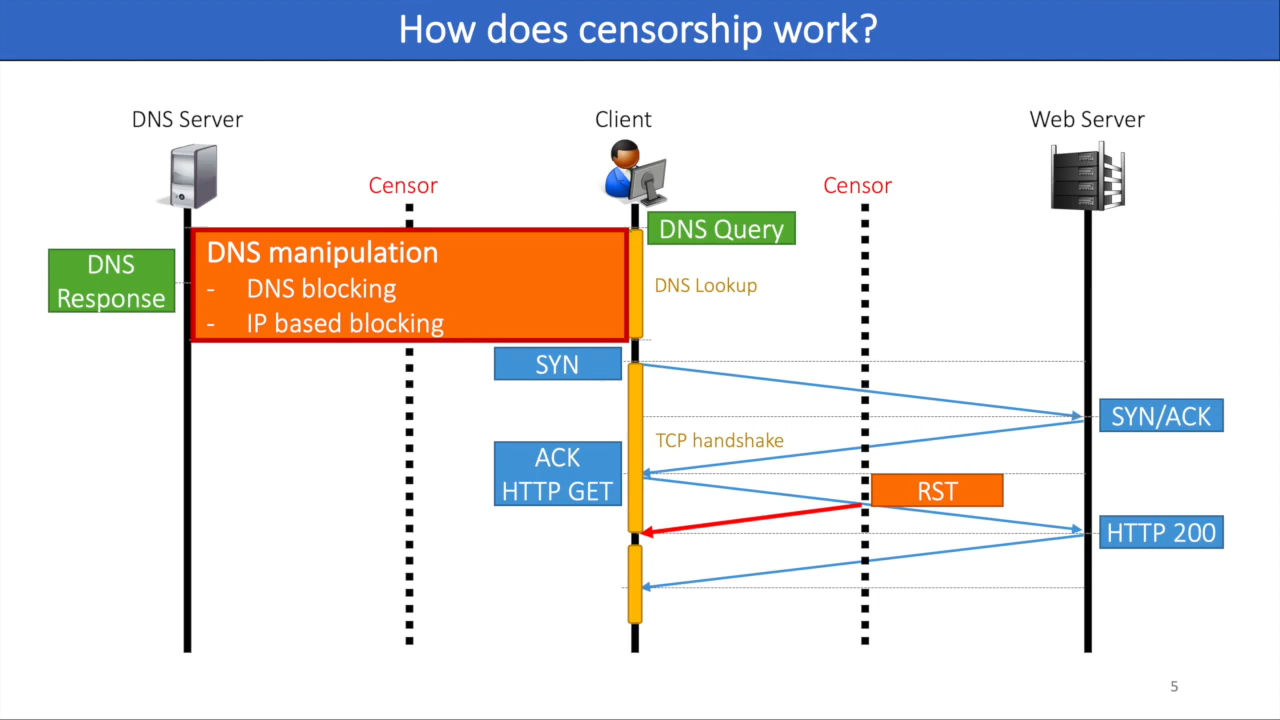 How does censorship work?
DNS Server
Client
Web Server
Censor
Censor
DNS Query
DNS manipulation
- DNS blocking
- IP based blocking
DNS
Response
DNS Lookup
SYN
SYN/ACK
TCP handshake
ACK
HTTP GET
RST
HTTP 200
5